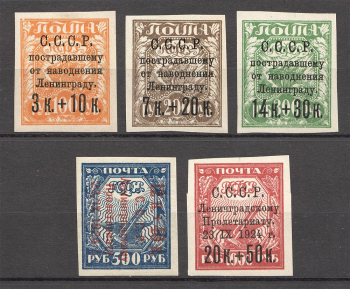 ПОЧТА
С.С.С.Р.
пострадавшему
от наводнения
Ленинграду.
3 к.+10 к.
ПОЧТА
С.С.С.Р.
пострадавшему
от наводнения
Ленинграду.
7 к.+20 к.
ПОЧТА
С.С.С.Р.
пострадавшему
от наводнения
Ленинграду.
14 к.+30 к.
ПОЧТА
РУБ 500 РУБ
ПОЧТА
С.С.С.Р.
Ленинградскому
Пролетариату.
23.IX 1924 г.
20 к.+50 к.